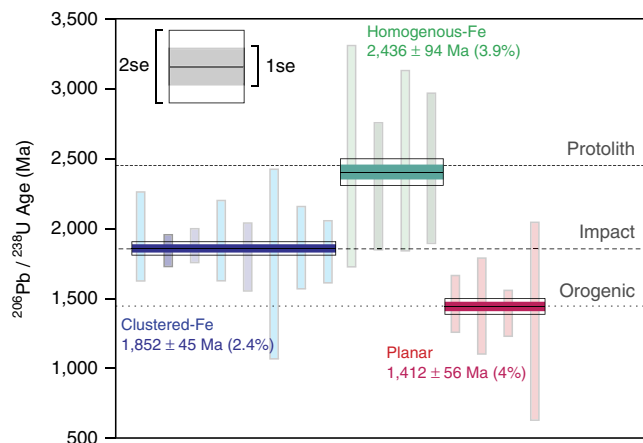 3,500
3,000
2,500
2,000
1,500
1,000
500
²⁰⁶Pb / ²³⁸U Age (Ma)
2se
1se
Homogenous-Fe
2,436 ± 94 Ma (3.9%)
Protolith
Impact
Orogenic
Clustered-Fe
1,852 ± 45 Ma (2.4%)
Planar
1,412 ± 56 Ma (4%)